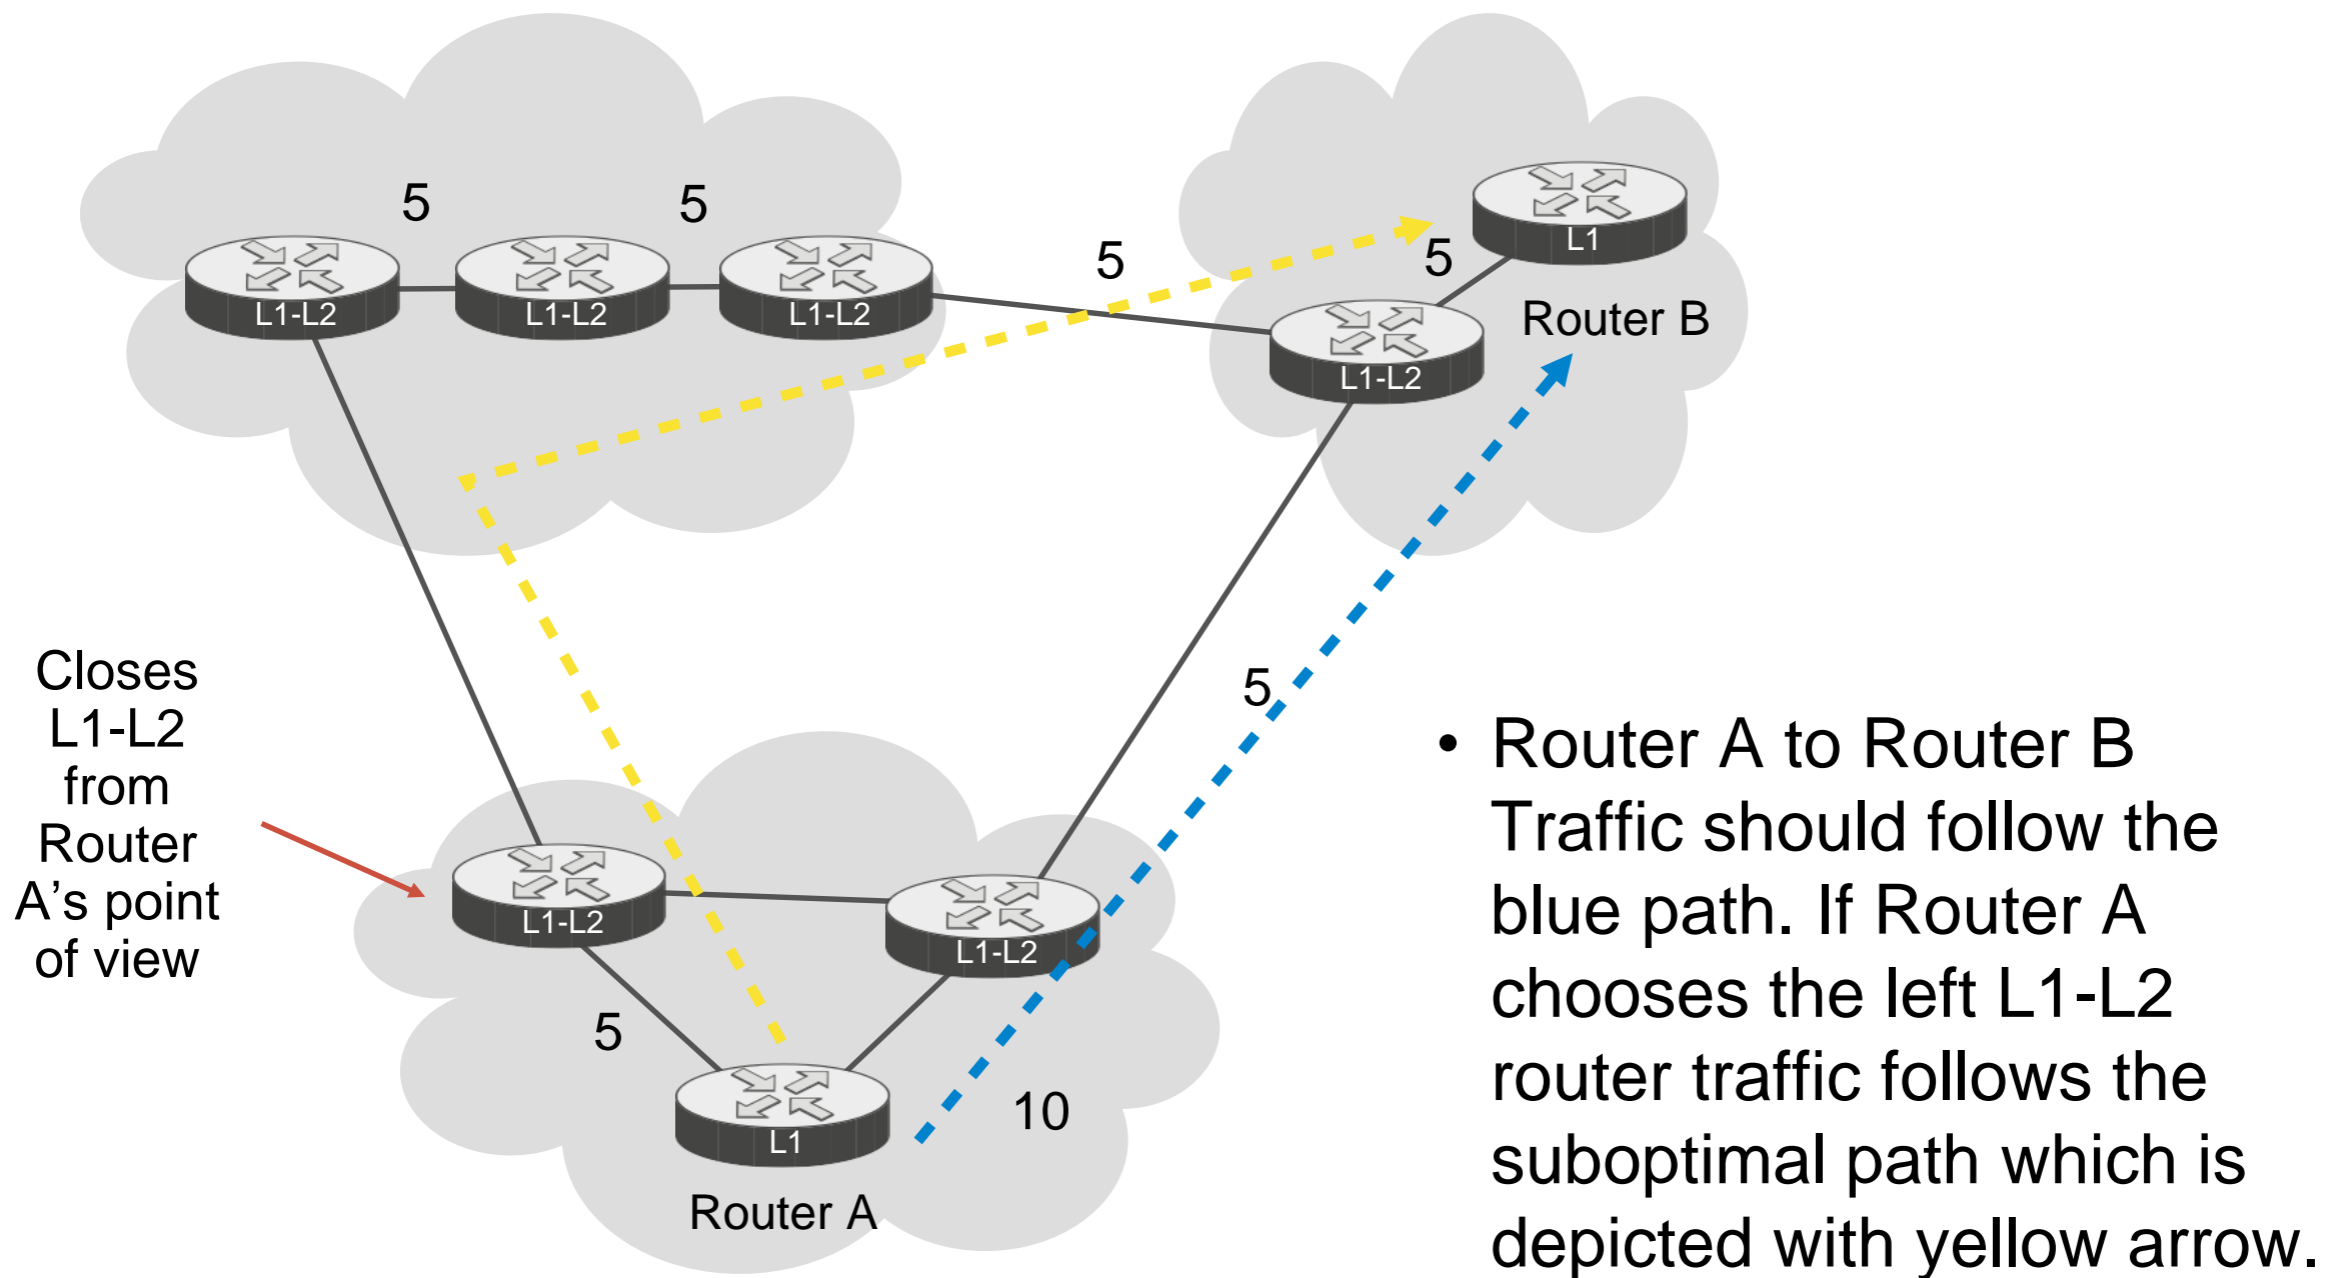 5
5
5
5
L1
L1-L2
L1-L2
L1-L2
Router B
L1-L2
Closes
L1-L2
from
Router
A’s point
of view
5
• Router A to Router B
Traffic should follow the
blue path. If Router A
chooses the left L1-L2
router traffic follows the
suboptimal path which is
depicted with yellow arrow.
L1-L2
L1-L2
5
10
L1
Router A